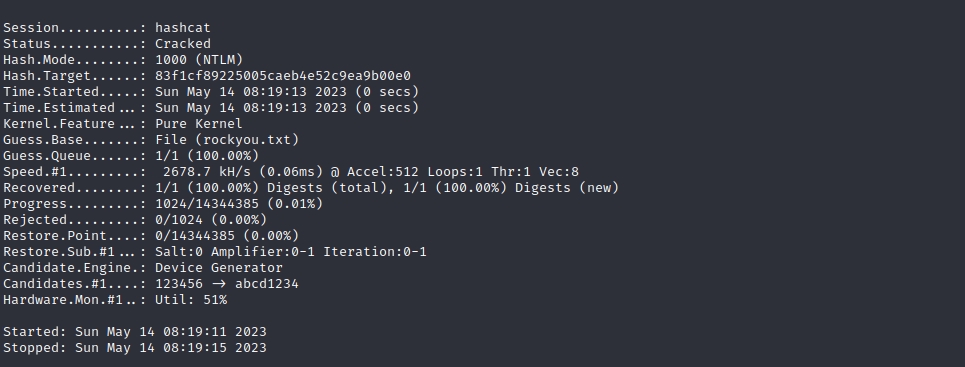 Session..........: hashcat
Status...........: Cracked
Hash.Mode........: 1000 (NTLM)
Hash.Target......: 83f1cf89225005caeb4e52c9ea9b00e0
Time.Started.....: Sun May 14 08:19:13 2023 (0 secs)
Time.Estimated...: Sun May 14 08:19:13 2023 (0 secs)
Kernel.Feature...: Pure Kernel
Guess.Base.......: File (rockyou.txt)
Guess.Queue......: 1/1 (100.00%)
Speed.#1.........:  2678.7 kH/s (0.06ms) @ Accel:512 Loops:1 Thr:1 Vec:8
Recovered........: 1/1 (100.00%) Digests (total), 1/1 (100.00%) Digests (new)
Progress.........: 1024/14344385 (0.01%)
Rejected.........: 0/1024 (0.00%)
Restore.Point....: 0/14344385 (0.00%)
Restore.Sub.#1...: Salt:0 Amplifier:0-1 Iteration:0-1
Candidate.Engine.: Device Generator
Candidates.#1....: 123456 -> abcd1234
Hardware.Mon.#1..: Util: 51%
Started: Sun May 14 08:19:11 2023
Stopped: Sun May 14 08:19:15 2023